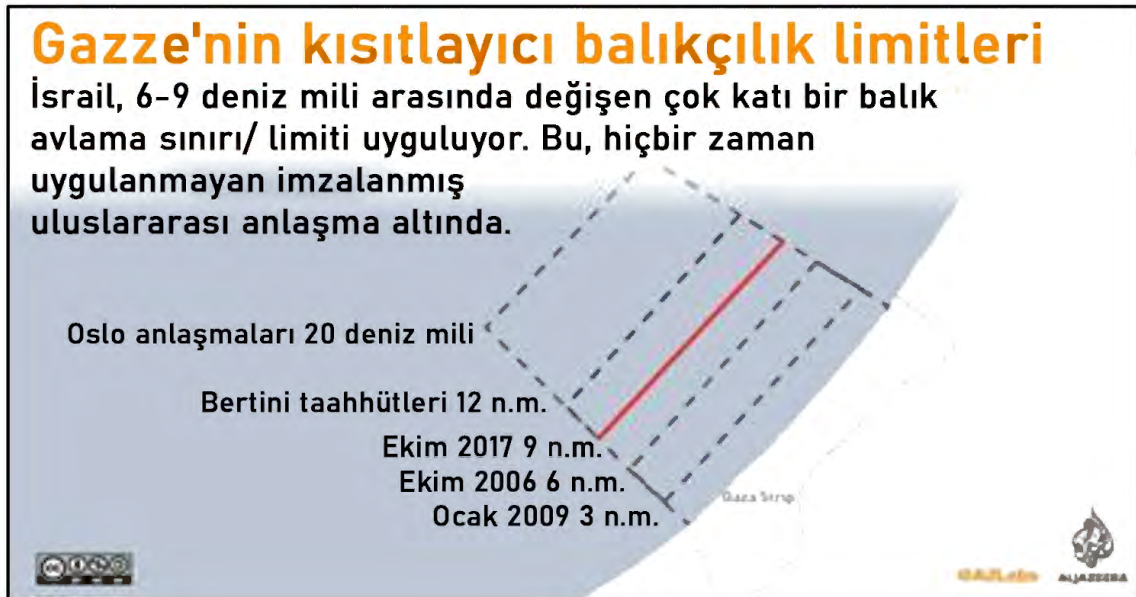 Gazze'nin kısıtlayıcı balıkçılık limitleri
İsrail, 6-9 deniz mili arasında değişen çok katı bir balık
avlama sınırı/ limiti uyguluyor. Bu, hiçbir zaman
uygulanmayan imzalanmış
uluslararası anlaşma altında.
Oslo anlaşmaları 20 deniz mili
Bertini taahhütleri 12 n.m.
Ekim 2017 9 n.m.
Ekim 2006 6 n.m.
Ocak 2009 3 n.m.
Gaza Strip
cc
@AJLabs
ALJAZEERA